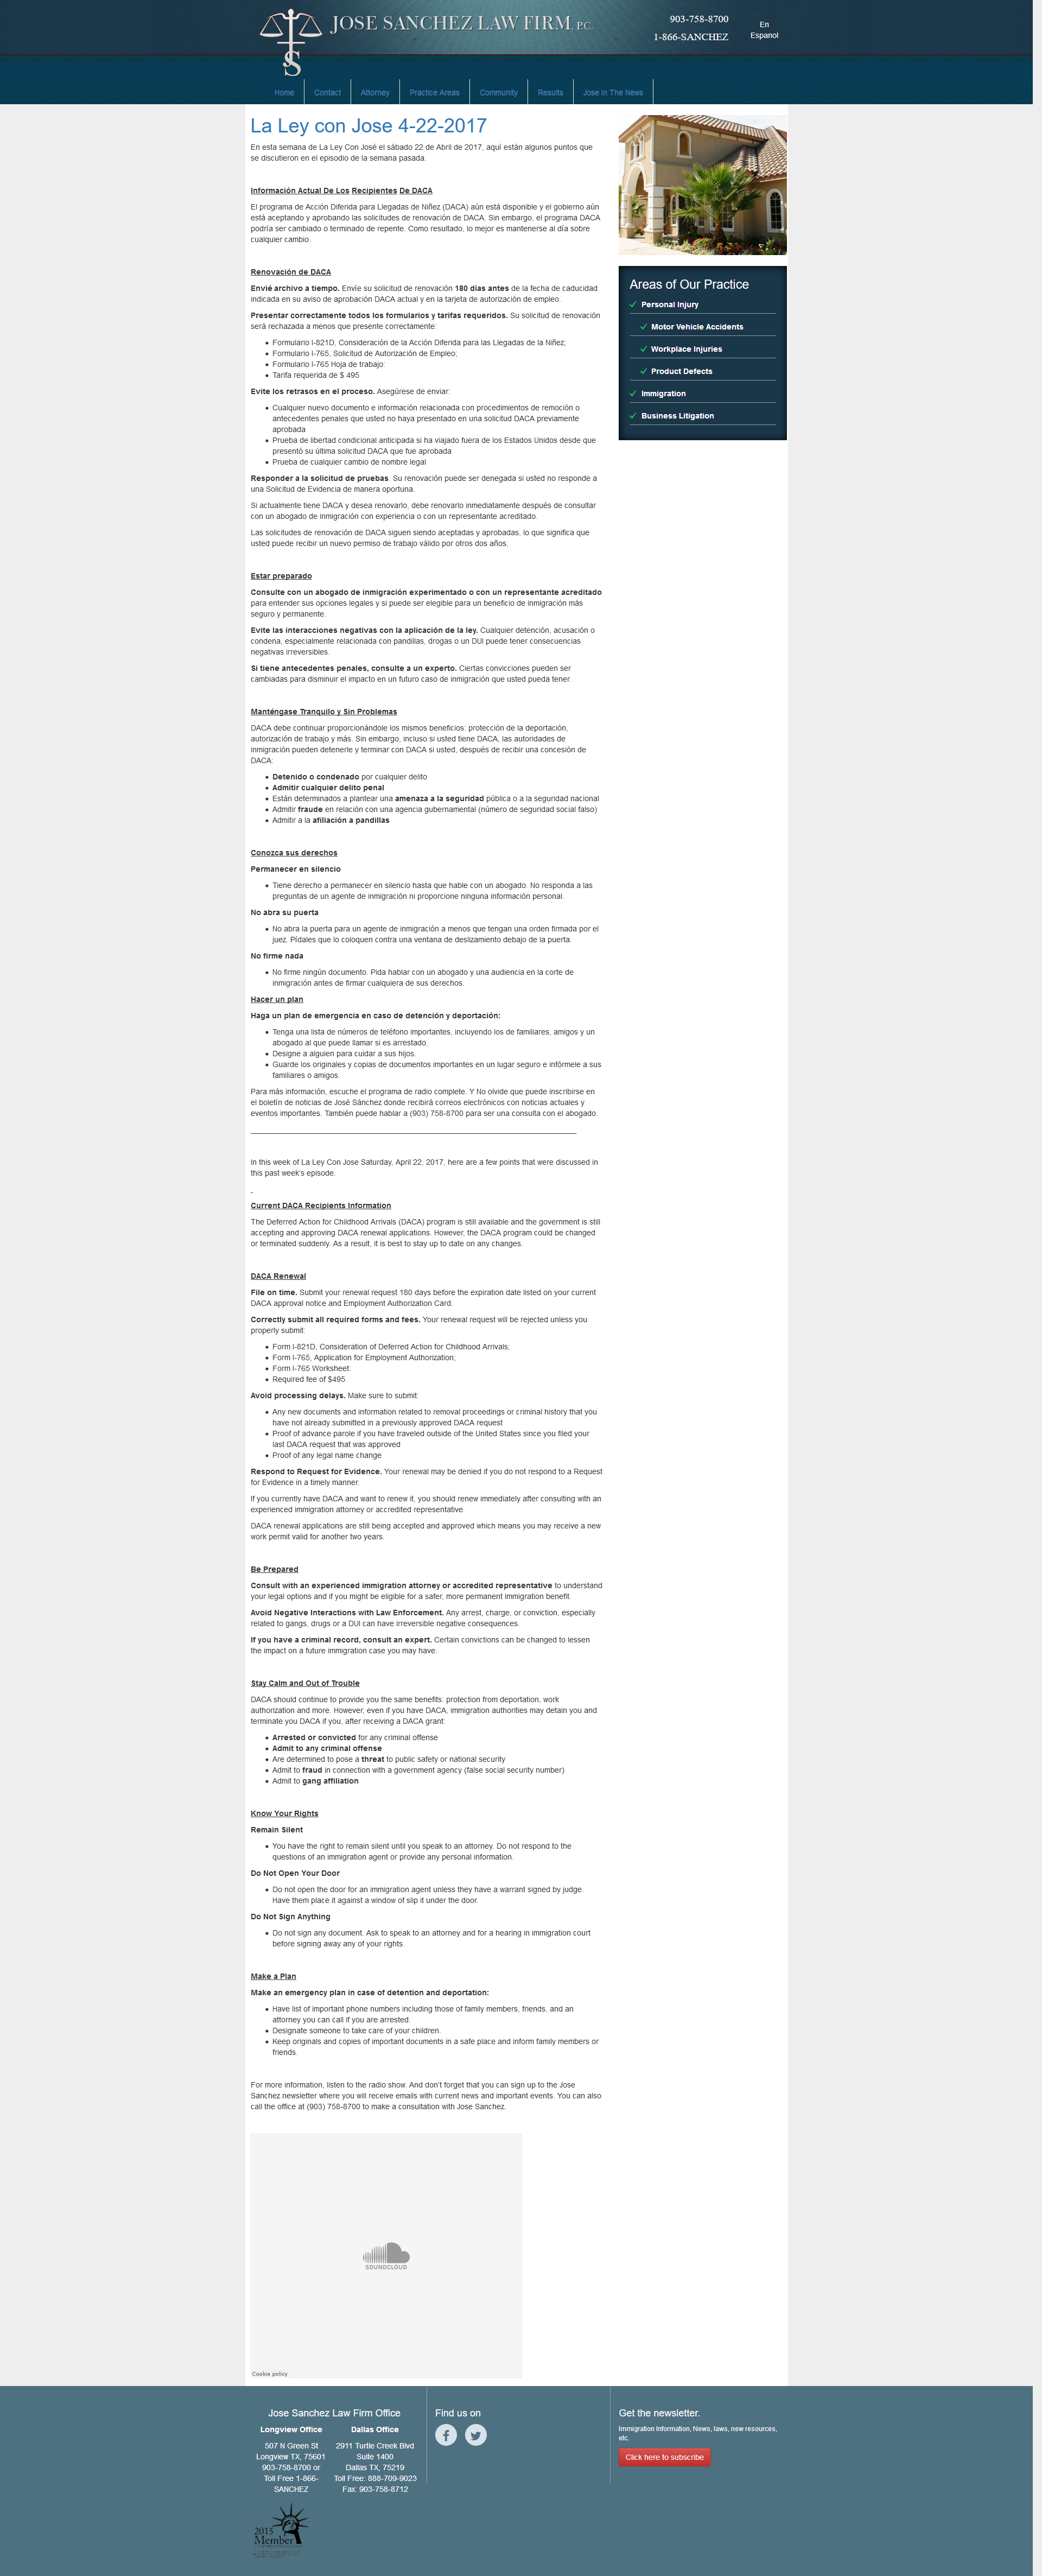 JOSE SANCHEZ LAW FIRM, P.C.
903-758-8700
1-866-SANCHEZ
En
Espanol
Home
Contact
Attorney
Practice Areas
Community
Results
Jose In The News
La Ley con Jose 4-22-2017
En esta semana de La Ley Con José el sábado 22 de Abril de 2017, aquí están algunos puntos que
se discutieron en el episodio de la semana pasada.
Información Actual De Los Recipientes De DACA
El programa de Acción Diferida para Llegadas de Niñez (DACA) aún está disponible y el gobierno aún
está aceptando y aprobando las solicitudes de renovación de DACA. Sin embargo, el programa DACA
podría ser cambiado o terminado de repente. Como resultado, lo mejor es mantenerse al día sobre
cualquier cambio.
Renovación de DACA
Envié archivo a tiempo. Envíe su solicitud de renovación 180 días antes de la fecha de caducidad
indicada en su aviso de aprobación DACA actual y en la tarjeta de autorización de empleo.
Presentar correctamente todos los formularios y tarifas requeridos. Su solicitud de renovación
será rechazada a menos que presente correctamente:
• Formulario I-821D, Consideración de la Acción Diferida para las Llegadas de la Niñez;
• Formulario I-765, Solicitud de Autorización de Empleo;
• Formulario I-765 Hoja de trabajo:
• Tarifa requerida de $ 495
Evite los retrasos en el proceso. Asegúrese de enviar:
• Cualquier nuevo documento e información relacionada con procedimientos de remoción o
antecedentes penales que usted no haya presentado en una solicitud DACA previamente
aprobada
• Prueba de libertad condicional anticipada si ha viajado fuera de los Estados Unidos desde que
presentó su última solicitud DACA que fue aprobada
• Prueba de cualquier cambio de nombre legal
Responder a la solicitud de pruebas. Su renovación puede ser denegada si usted no responde a
una Solicitud de Evidencia de manera oportuna.
Si actualmente tiene DACA y desea renovarlo, debe renovarlo inmediatamente después de consultar
con un abogado de inmigración con experiencia o con un representante acreditado.
Las solicitudes de renovación de DACA siguen siendo aceptadas y aprobadas, lo que significa que
usted puede recibir un nuevo permiso de trabajo válido por otros dos años.
Estar preparado
Consulte con un abogado de inmigración experimentado o con un representante acreditado
para entender sus opciones legales y si puede ser elegible para un beneficio de inmigración más
seguro y permanente.
Evite las interacciones negativas con la aplicación de la ley. Cualquier detención, acusación o
condena, especialmente relacionada con pandillas, drogas o un DUI puede tener consecuencias
negativas irreversibles.
Si tiene antecedentes penales, consulte a un experto. Ciertas convicciones pueden ser
cambiadas para disminuir el impacto en un futuro caso de inmigración que usted pueda tener.
Manténgase Tranquilo y Sin Problemas
DACA debe continuar proporcionándole los mismos beneficios: protección de la deportación,
autorización de trabajo y más. Sin embargo, incluso si usted tiene DACA, las autoridades de
inmigración pueden detenerle y terminar con DACA si usted, después de recibir una concesión de
DACA:
• Detenido o condenado por cualquier delito
• Admitir cualquier delito penal
• Están determinados a plantear una amenaza a la seguridad pública o a la seguridad nacional
• Admitir fraude en relación con una agencia gubernamental (número de seguridad social falso)
• Admitir a la afiliación a pandillas
Conozca sus derechos
Permanecer en silencio
• Tiene derecho a permanecer en silencio hasta que hable con un abogado. No responda a las
preguntas de un agente de inmigración ni proporcione ninguna información personal.
No abra su puerta
• No abra la puerta para un agente de inmigración a menos que tengan una orden firmada por el
juez. Pídales que lo coloquen contra una ventana de deslizamiento debajo de la puerta.
No firme nada
• No firme ningún documento. Pida hablar con un abogado y una audiencia en la corte de
inmigración antes de firmar cualquiera de sus derechos.
Hacer un plan
Haga un plan de emergencia en caso de detención y deportación:
• Tenga una lista de números de teléfono importantes, incluyendo los de familiares, amigos y un
abogado al que puede llamar si es arrestado.
• Designe a alguien para cuidar a sus hijos.
• Guarde los originales y copias de documentos importantes en un lugar seguro e infórmele a sus
familiares o amigos.
Para más información, escuche el programa de radio complete. Y No olvide que puede inscribirse en
el boletín de noticias de José Sánchez donde recibirá correos electrónicos con noticias actuales y
eventos importantes. También puede hablar a (903) 758-8700 para ser una consulta con el abogado.
In this week of La Ley Con Jose Saturday, April 22, 2017, here are a few points that were discussed in
this past week's episode.
Current DACA Recipients Information
The Deferred Action for Childhood Arrivals (DACA) program is still available and the government is still
accepting and approving DACA renewal applications. However, the DACA program could be changed
or terminated suddenly. As a result, it is best to stay up to date on any changes.
DACA Renewal
File on time. Submit your renewal request 180 days before the expiration date listed on your current
DACA approval notice and Employment Authorization Card.
Correctly submit all required forms and fees. Your renewal request will be rejected unless you
properly submit:
• Form I-821D, Consideration of Deferred Action for Childhood Arrivals;
• Form I-765, Application for Employment Authorization;
• Form I-765 Worksheet:
• Required fee of $495
Avoid processing delays. Make sure to submit:
• Any new documents and information related to removal proceedings or criminal history that you
have not already submitted in a previously approved DACA request
• Proof of advance parole if you have traveled outside of the United States since you filed your
last DACA request that was approved
• Proof of any legal name change
Respond to Request for Evidence. Your renewal may be denied if you do not respond to a Request
for Evidence in a timely manner.
If you currently have DACA and want to renew it, you should renew immediately after consulting with an
experienced immigration attorney or accredited representative.
DACA renewal applications are still being accepted and approved which means you may receive a new
work permit valid for another two years.
Be Prepared
Consult with an experienced immigration attorney or accredited representative to understand
your legal options and if you might be eligible for a safer, more permanent immigration benefit.
Avoid Negative Interactions with Law Enforcement. Any arrest, charge, or conviction, especially
related to gangs, drugs or a DUI can have irreversible negative consequences.
If you have a criminal record, consult an expert. Certain convictions can be changed to lessen
the impact on a future immigration case you may have.
Stay Calm and Out of Trouble
DACA should continue to provide you the same benefits: protection from deportation, work
authorization and more. However, even if you have DACA, immigration authorities may detain you and
terminate you DACA if you, after receiving a DACA grant:
• Arrested or convicted for any criminal offense
• Admit to any criminal offense
• Are determined to pose a threat to public safety or national security
• Admit to fraud in connection with a government agency (false social security number)
• Admit to gang affiliation
Know Your Rights
Remain Silent
• You have the right to remain silent until you speak to an attorney. Do not respond to the
questions of an immigration agent or provide any personal information.
Do Not Open Your Door
• Do not open the door for an immigration agent unless they have a warrant signed by judge.
Have them place it against a window of slip it under the door.
Do Not Sign Anything
• Do not sign any document. Ask to speak to an attorney and for a hearing in immigration court
before signing away any of your rights.
Make a Plan
Make an emergency plan in case of detention and deportation:
• Have list of important phone numbers including those of family members, friends, and an
attorney you can call if you are arrested.
• Designate someone to take care of your children.
• Keep originals and copies of important documents in a safe place and inform family members or
friends.
For more information, listen to the radio show. And don't forget that you can sign up to the Jose
Sanchez newsletter where you will receive emails with current news and important events. You can also
call the office at (903) 758-8700 to make a consultation with Jose Sanchez.
SOUNDCLOUD
Cookie policy
Areas of Our Practice
Personal Injury
Motor Vehicle Accidents
Workplace Injuries
Product Defects
Immigration
Business Litigation
Jose Sanchez Law Firm Office
Longview Office
507 N Green St
Longview TX, 75601
903-758-8700 or
Toll Free 1-866-
SANCHEZ
Dallas Office
2911 Turtle Creek Blvd
Suite 1400
Dallas TX, 75219
Toll Free: 888-709-9023
Fax: 903-758-8712
2015
Member
Find us on
Get the newsletter.
Immigration Information, News, laws, new resources,
etc.
Click here to subscribe